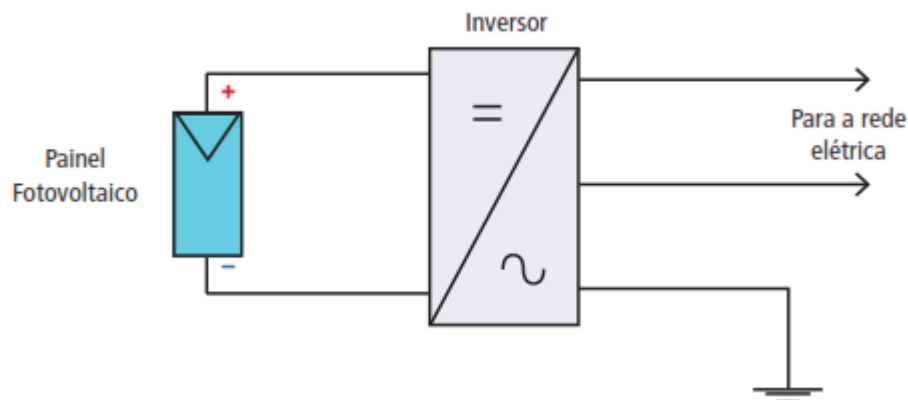 Inversor
+
Painel
Fotovoltaico
–
=
∿
Para a rede
elétrica